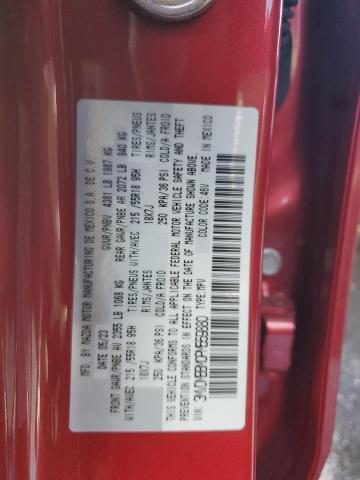 MFD. BY MAZDA MOTOR MANUFACTURING DE MEXICO S.A. DE C.V.
DATE 05/23 GVWR/PNBV 4381 LB 1987 KG
FRONT GAWR/PNBE AV 2355 LB 1068 KG REAR GAWR/PNBE AR 2072 LB 940 KG
WITH/AVEC 215 /55R18 95H TIRES/PNEUS WITH/AVEC 215 /55R18 95H TIRES/PNEUS
18X7J RIMS/JANTES 18X7J RIMS/JANTES
250 KPA/36 PSI COLD/A FROID 250 KPA/36 PSI COLD/A FROID
THIS VEHICLE CONFORMS TO ALL APPLICABLE FEDERAL MOTOR VEHICLE SAFETY AND THEFT
PREVENTION STANDARDS IN EFFECT ON THE DATE OF MANUFACTURE SHOWN ABOVE.
VIN: TYPE: MPV COLOR CODE :46V MADE IN MEXICO